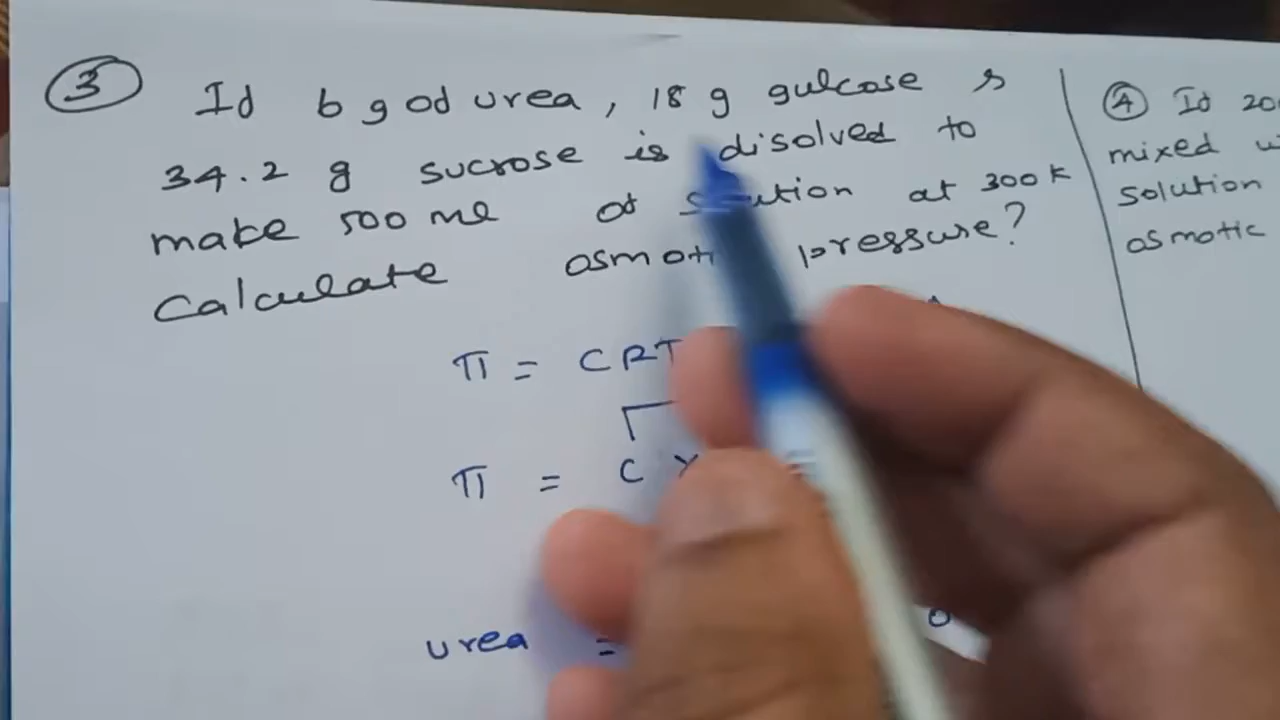 ③ If 6 g of urea, 18 g gulcose &
34.2 g sucrose is disolved to
make 500 ml of solution at 300 K
Calculate osmotic pressure?
π = CRT
π = C ×
urea =
④ If 200
mixed
solution
osmotic